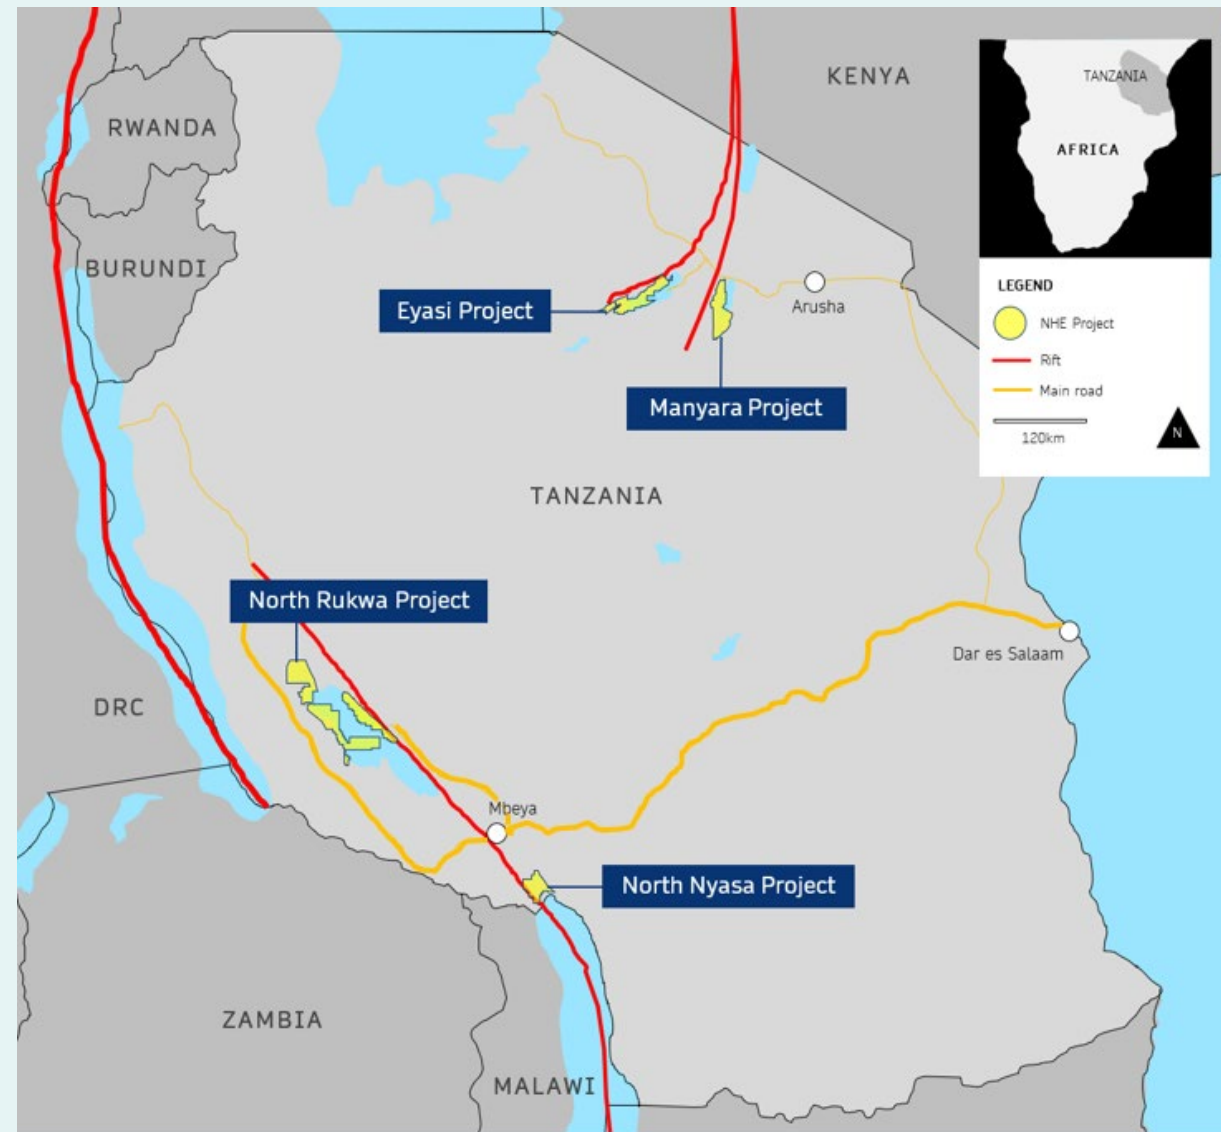 KENYA
TANZANIA
AFRICA
RWANDA
BURUNDI
LEGEND
NHE Project
Rift
Main road
120km
N
Eyasi Project
Arusha
Manyara Project
TANZANIA
North Rukwa Project
Dar es Salaam
DRC
Mbeya
North Nyasa Project
ZAMBIA
MALAWI